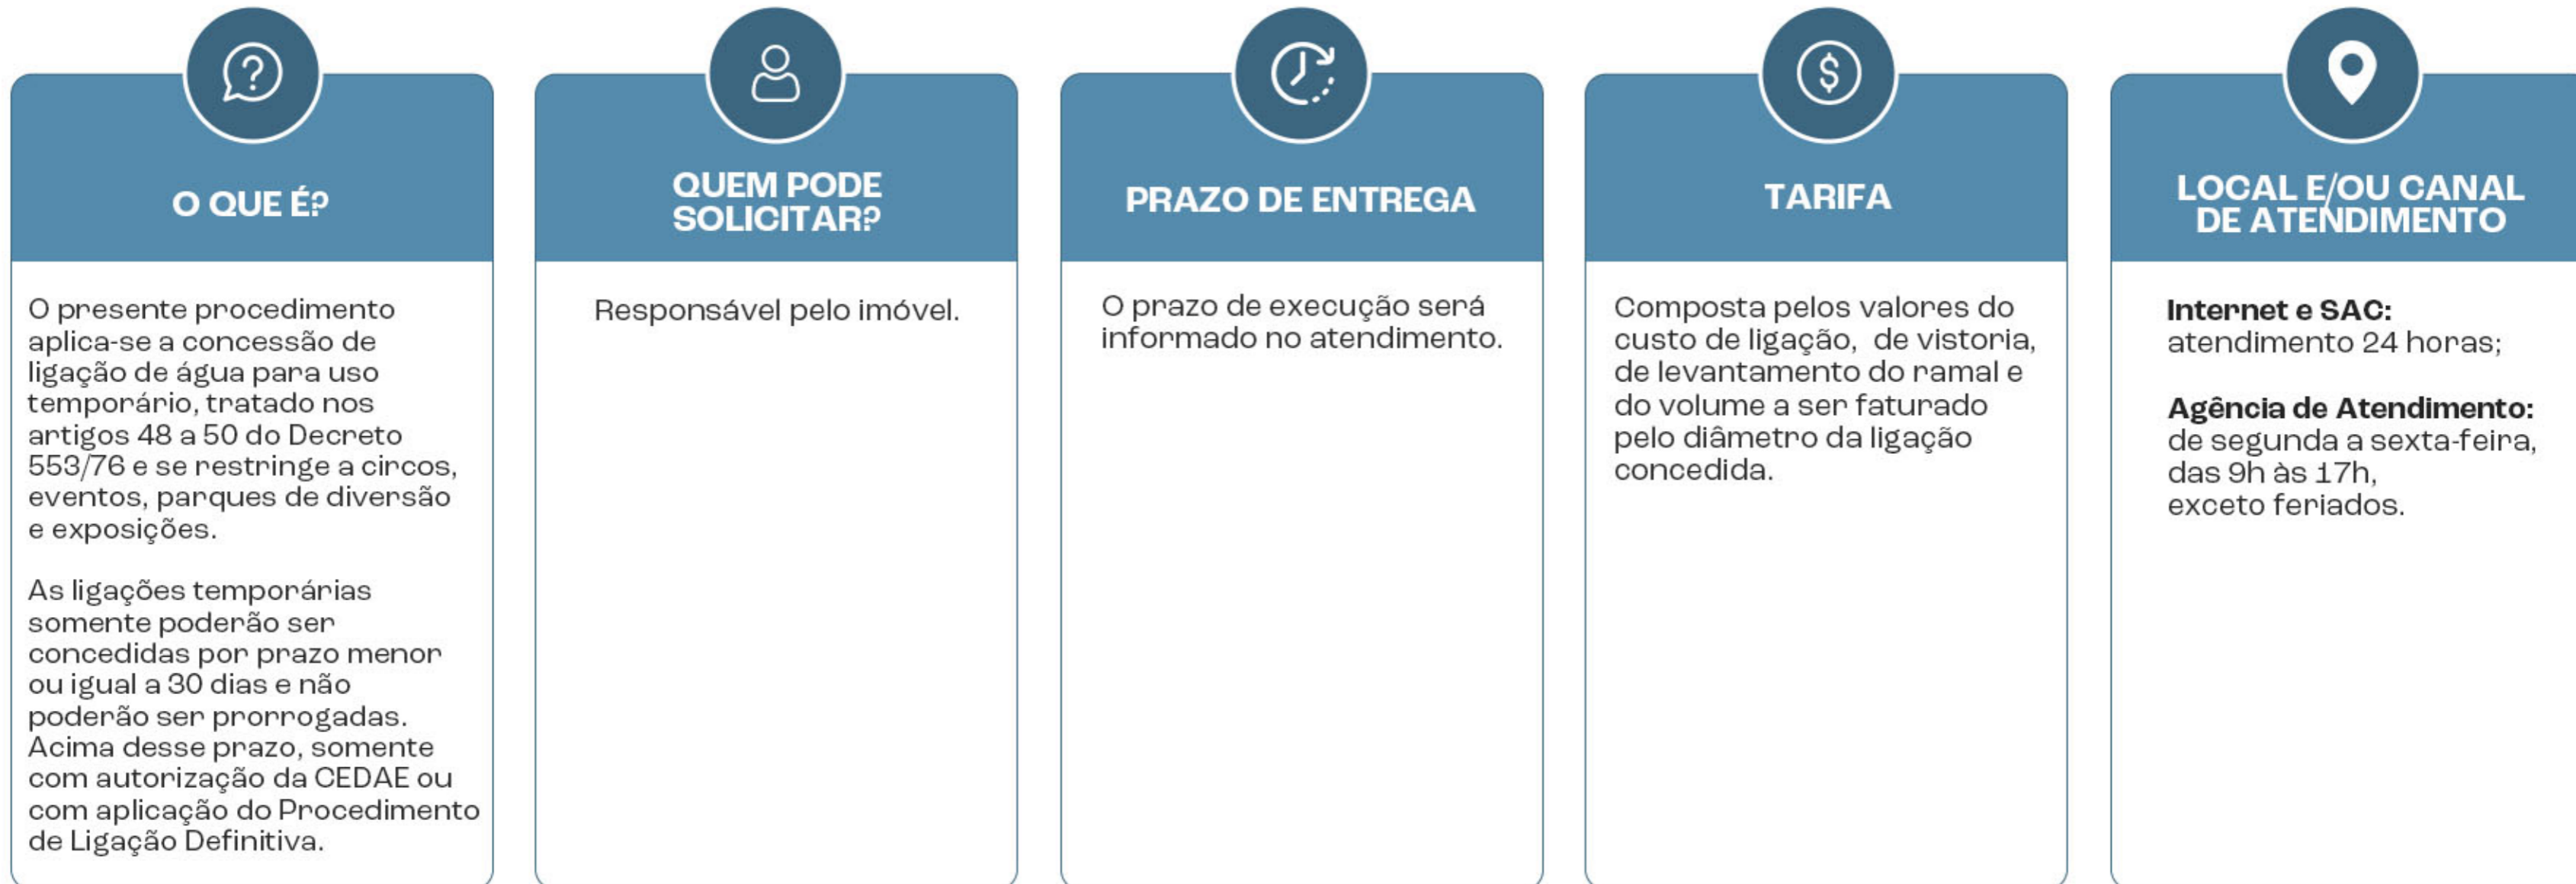 O QUE É?
O presente procedimento
aplica-se a concessão de
ligação de água para uso
temporário, tratado nos
artigos 48 a 50 do Decreto
553/76 e se restringe a circos,
eventos, parques de diversão
e exposições.
As ligações temporárias
somente poderão ser
concedidas por prazo menor
ou igual a 30 dias e não
poderão ser prorrogadas.
Acima desse prazo, somente
com autorização da CEDAE ou
com aplicação do Procedimento
de Ligação Definitiva.
QUEM PODE
SOLICITAR?
Responsável pelo imóvel.
PRAZO DE ENTREGA
O prazo de execução será
informado no atendimento.
TARIFA
Composta pelos valores do
custo de ligação, de vistoria,
de levantamento do ramal e
do volume a ser faturado
pelo diâmetro da ligação
concedida.
LOCAL E/OU CANAL
DE ATENDIMENTO
Internet e SAC:
atendimento 24 horas;
Agência de Atendimento:
de segunda a sexta-feira,
das 9h às 17h,
exceto feriados.